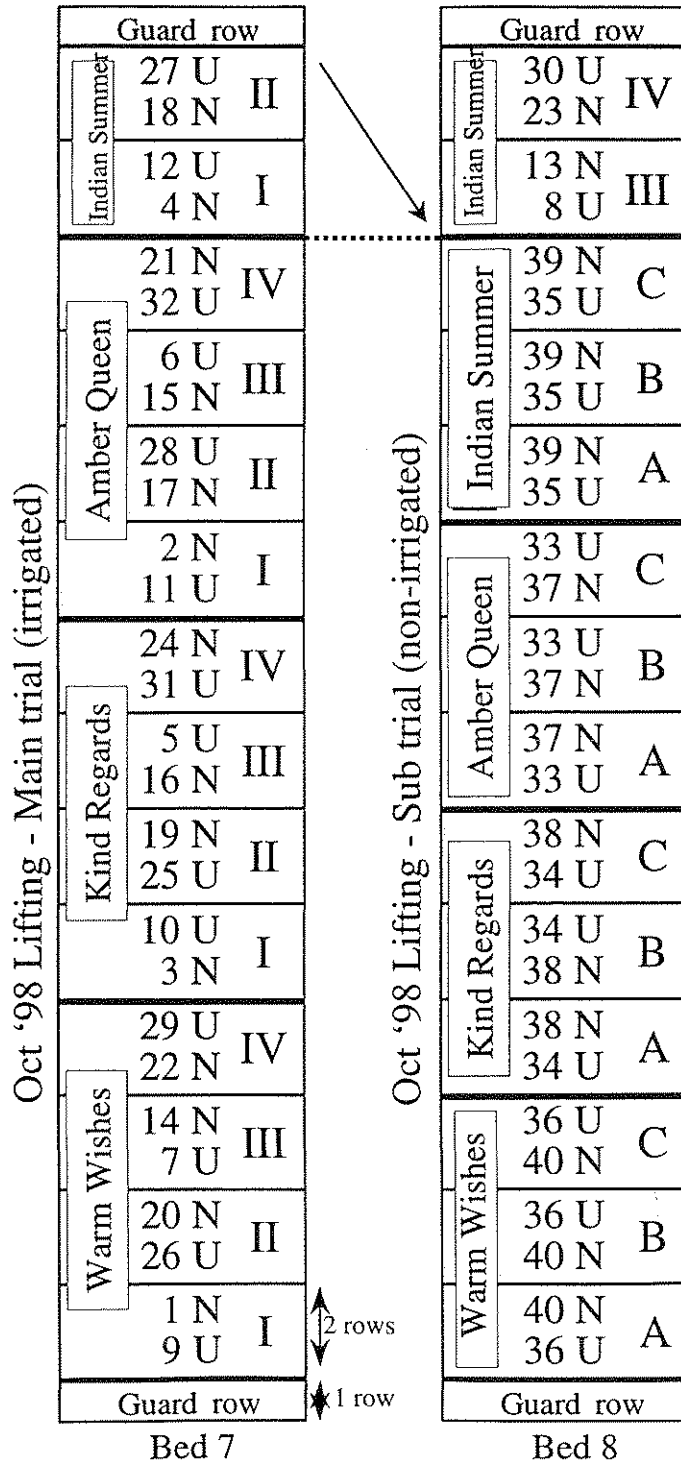 Oct ‘98 Lifting - Main trial (irrigated)
Guard row
Indian Summer
27 U
18 N
II
12 U
4 N
I
Amber Queen
21 N
32 U
IV
6 U
15 N
III
28 U
17 N
II
2 N
11 U
I
Kind Regards
24 N
31 U
IV
5 U
16 N
III
19 N
25 U
II
10 U
3 N
I
Warm Wishes
29 U
22 N
IV
14 N
7 U
III
20 N
26 U
II
1 N
9 U
I
2 rows
Guard row
1 row
Bed 7
Oct ‘98 Lifting - Sub trial (non-irrigated)
Guard row
Indian Summer
30 U
23 N
IV
13 N
8 U
III
Indian Summer
39 N
35 U
C
39 N
35 U
B
39 N
35 U
A
Amber Queen
33 U
37 N
C
33 U
37 N
B
37 N
33 U
A
Kind Regards
38 N
34 U
C
34 U
38 N
B
38 N
34 U
A
Warm Wishes
36 U
40 N
C
36 U
40 N
B
40 N
36 U
A
Guard row
Bed 8